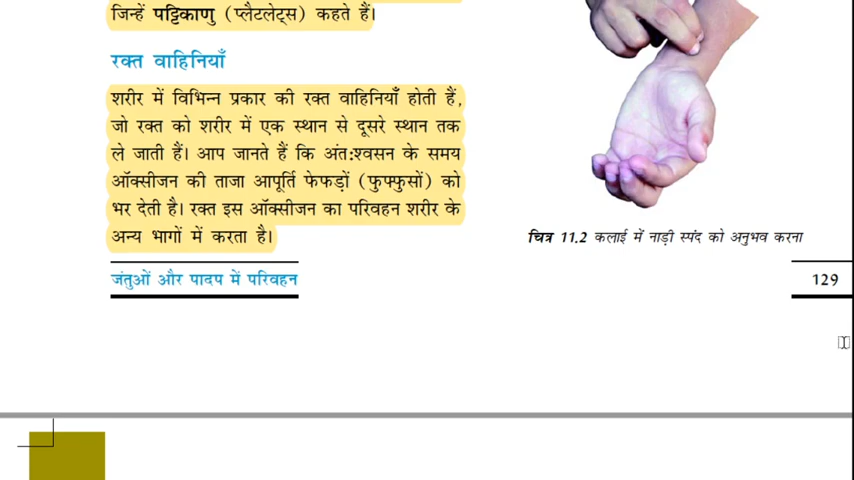 जिन्हें पट्टिकाणु (प्लैटलेट्स) कहते हैं।
रक्त वाहिनियाँ
शरीर में विभिन्न प्रकार की रक्त वाहिनियाँ होती हैं,
जो रक्त को शरीर में एक स्थान से दूसरे स्थान तक
ले जाती हैं। आप जानते हैं कि अंत:श्वसन के समय
ऑक्सीजन की ताजा आपूर्ति फेफड़ों (फुफ्फुसों) को
भर देती है। रक्त इस ऑक्सीजन का परिवहन शरीर के
अन्य भागों में करता है।
चित्र 11.2 कलाई में नाड़ी स्पंद को अनुभव करना
जंतुओं और पादप में परिवहन
129